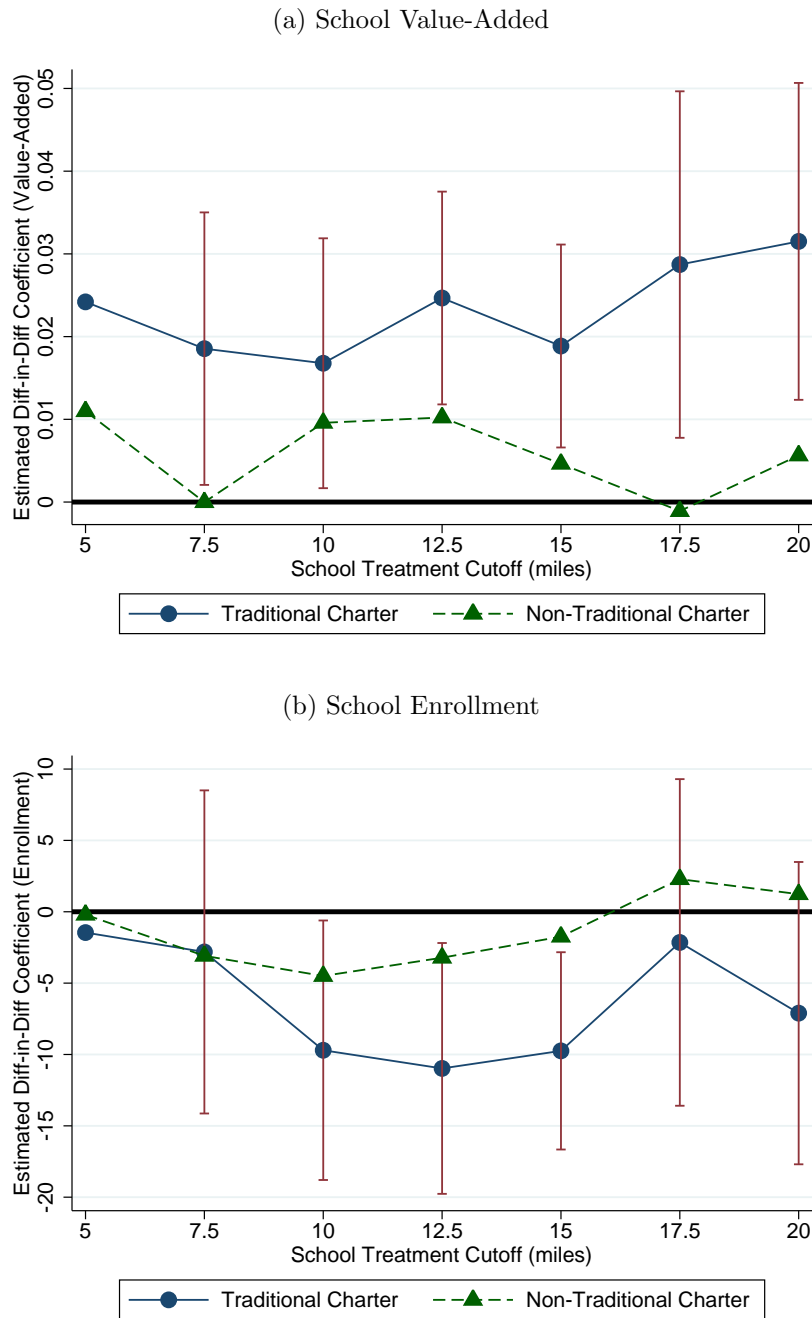 (a) School Value-Added
Estimated Diff-in-Diff Coefficient (Value-Added)
0.05
0.04
0.03
0.02
0.01
0
5 7.5 10 12.5 15 17.5 20
School Treatment Cutoff (miles)
Traditional Charter Non-Traditional Charter
(b) School Enrollment
Estimated Diff-in-Diff Coefficient (Enrollment)
10
5
0
-5
-10
-15
-20
5 7.5 10 12.5 15 17.5 20
School Treatment Cutoff (miles)
Traditional Charter Non-Traditional Charter